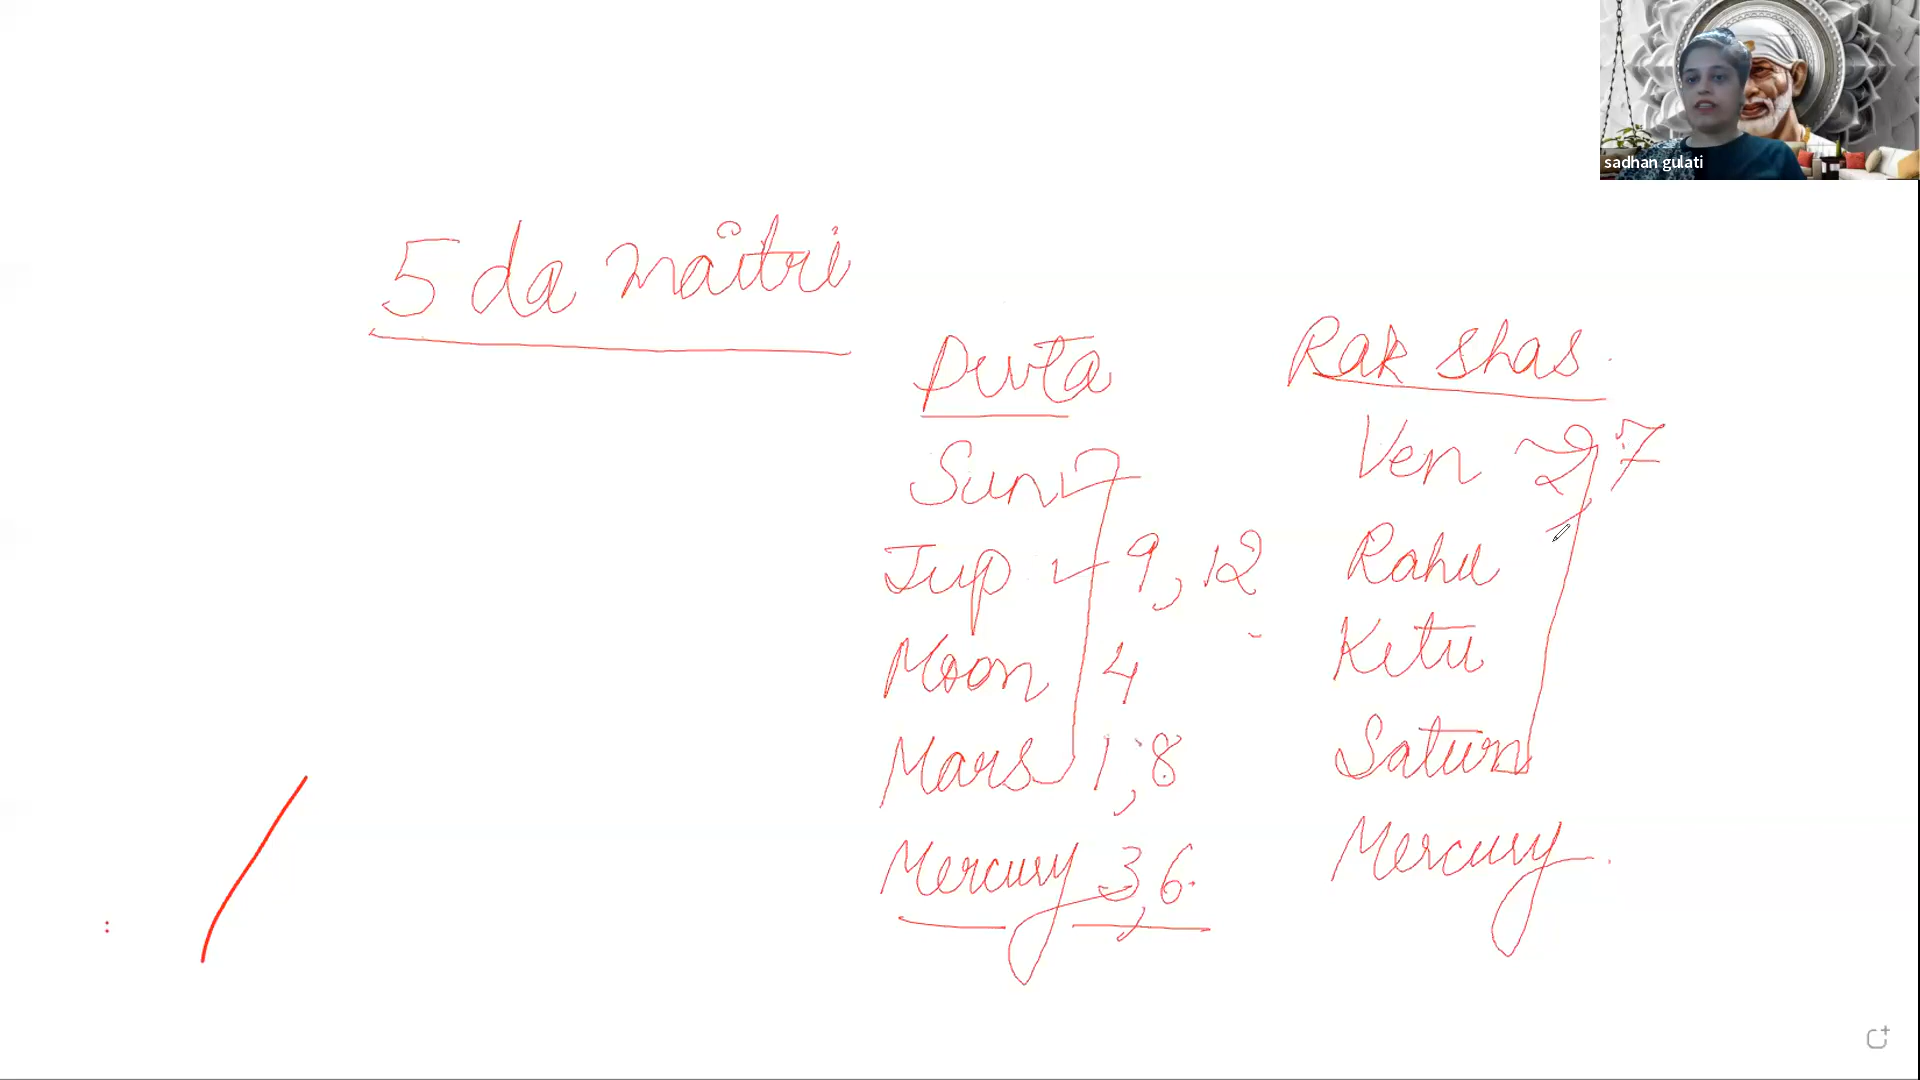 sadhan gulati
5 da maitri
Devta
Sun
Jup - 9, 12
Moon 4
Mars 1, 8
Mercury 3, 6
Rakshas
Ven - 2, 7
Rahu
Ketu
Saturn
Mercury